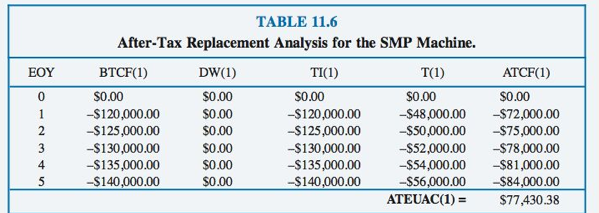 TABLE 11.6
After-Tax Replacement Analysis for the SMP Machine.
EOY BTCF(1) DW(1) TI(1) T(1) ATCF(1)
0 $0.00 $0.00 $0.00 $0.00 $0.00
1 –$120,000.00 $0.00 –$120,000.00 –$48,000.00 –$72,000.00
2 –$125,000.00 $0.00 –$125,000.00 –$50,000.00 –$75,000.00
3 –$130,000.00 $0.00 –$130,000.00 –$52,000.00 –$78,000.00
4 –$135,000.00 $0.00 –$135,000.00 –$54,000.00 –$81,000.00
5 –$140,000.00 $0.00 –$140,000.00 –$56,000.00 –$84,000.00
ATEUAC(1) = $77,430.38